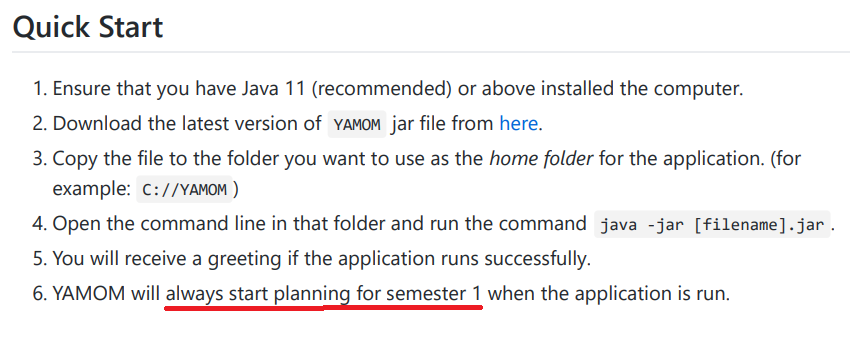 Quick Start
1. Ensure that you have Java 11 (recommended) or above installed the computer.
2. Download the latest version of YAMOM jar file from here.
3. Copy the file to the folder you want to use as the home folder for the application. (for
example: C://YAMOM)
4. Open the command line in that folder and run the command java -jar [filename].jar.
5. You will receive a greeting if the application runs successfully.
6. YAMOM will always start planning for semester 1 when the application is run.